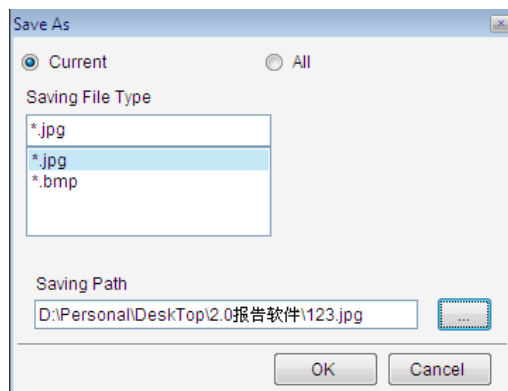 Save As
Current All
Saving File Type
*.jpg
*.jpg
*.bmp
Saving Path
D:\Personal\DeskTop\2.0报告软件\123.jpg ...
OK Cancel